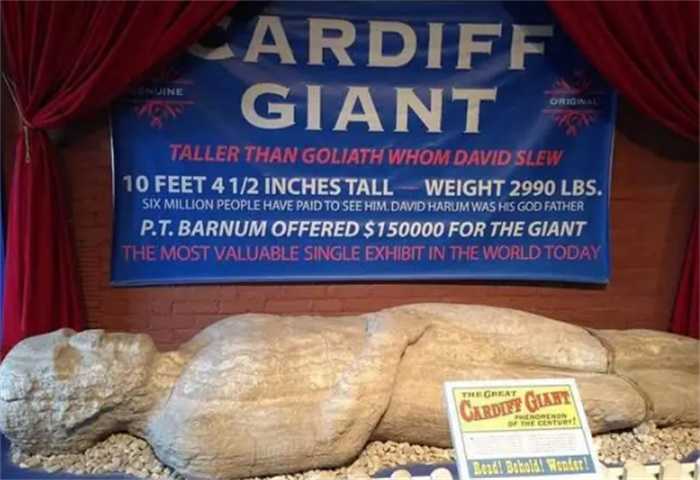 CARDIFF
GIANT
GENUINE
ORIGINAL
TALLER THAN GOLIATH WHOM DAVID SLEW
10 FEET 4 1/2 INCHES TALL — WEIGHT 2990 LBS.
SIX MILLION PEOPLE HAVE PAID TO SEE HIM. DAVID HARUM WAS HIS GOD FATHER
P.T. BARNUM OFFERED $150000 FOR THE GIANT
THE MOST VALUABLE SINGLE EXHIBIT IN THE WORLD TODAY
THE GREAT
CARDIFF GIANT
PHENOMENON
OF THE CENTURY!
Read! Behold! Wonder!